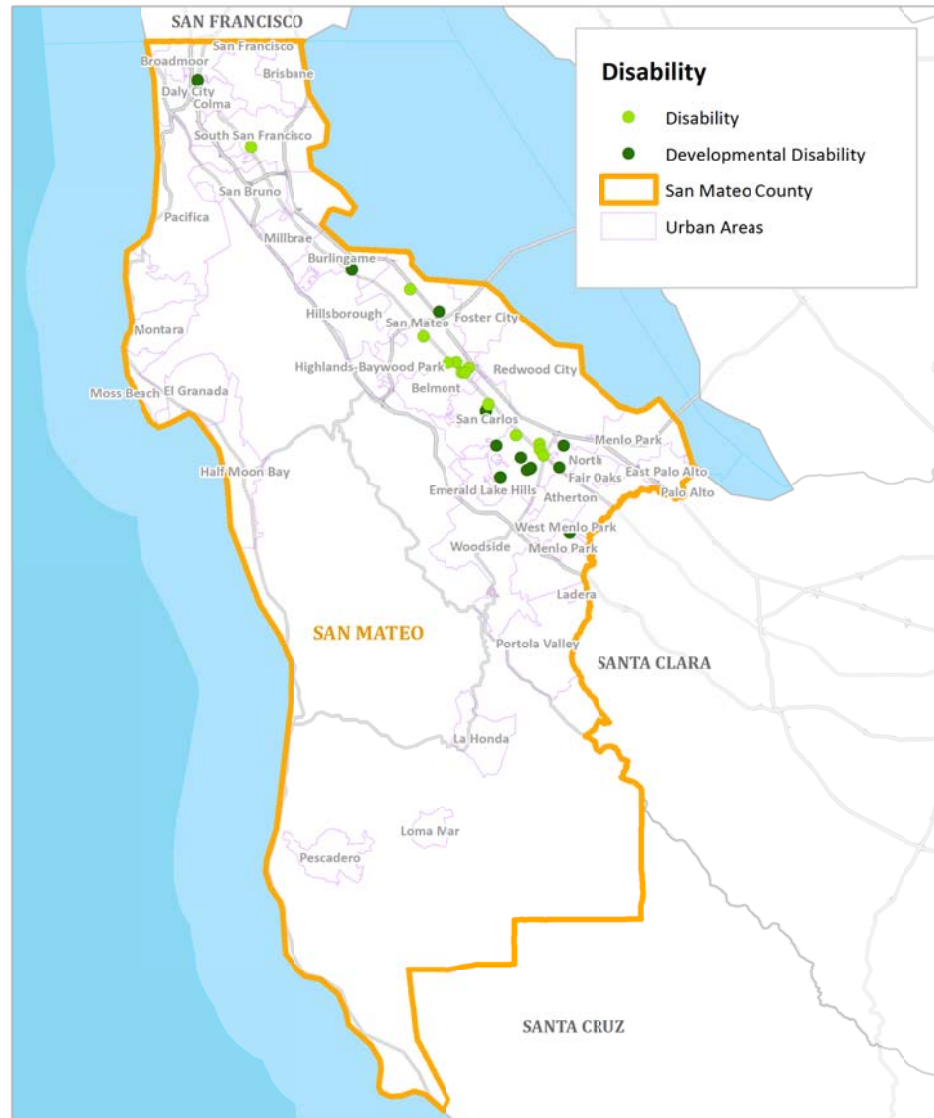 SAN FRANCISCO
San Francisco
Broadmoor
Brisbane
Daly City
Colma
South San Francisco
San Bruno
Pacifica
Millbrae
Burlingame
Hillsborough
San Mateo
Foster City
Montara
Highlands-Baywood Park
Redwood City
Belmont
El Granada
Moss Beach
San Carlos
Menlo Park
Half Moon Bay
North
Fair Oaks
East Palo Alto
Palo Alto
Emerald Lake Hills
Atherton
West Menlo Park
Woodside
Menlo Park
Ladera
SAN MATEO
Portola Valley
SANTA CLARA
La Honda
Loma Mar
Pescadero
SANTA CRUZ
Disability
Disability
Developmental Disability
San Mateo County
Urban Areas